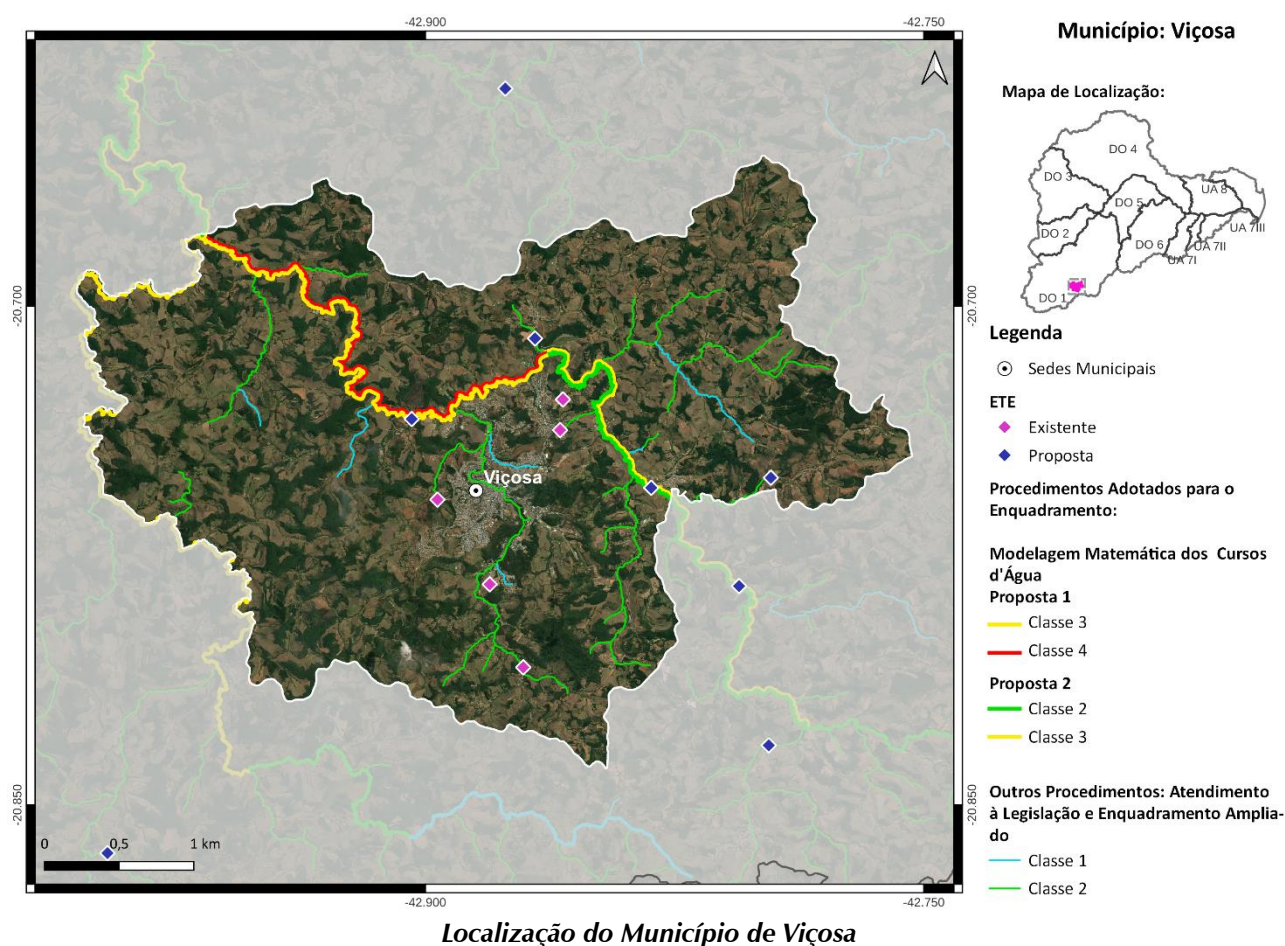 -42.900
-42.750
Município: Viçosa
Mapa de Localização:
DO 4
DO 3
UA 8
DO 5
UA 7III
DO 2
DO 6
UA 7II
UA 7I
DO 1
-20.700
-20.700
Legenda
Sedes Municipais
ETE
Existente
Proposta
Viçosa
Procedimentos Adotados para o
Enquadramento:
Modelagem Matemática dos Cursos
d'Água
Proposta 1
Classe 3
Classe 4
Proposta 2
Classe 2
Classe 3
Outros Procedimentos: Atendimento
à Legislação e Enquadramento Amplia-
do
Classe 1
Classe 2
-20.850
-20.850
0 0,5 1 km
-42.900
-42.750
Localização do Município de Viçosa